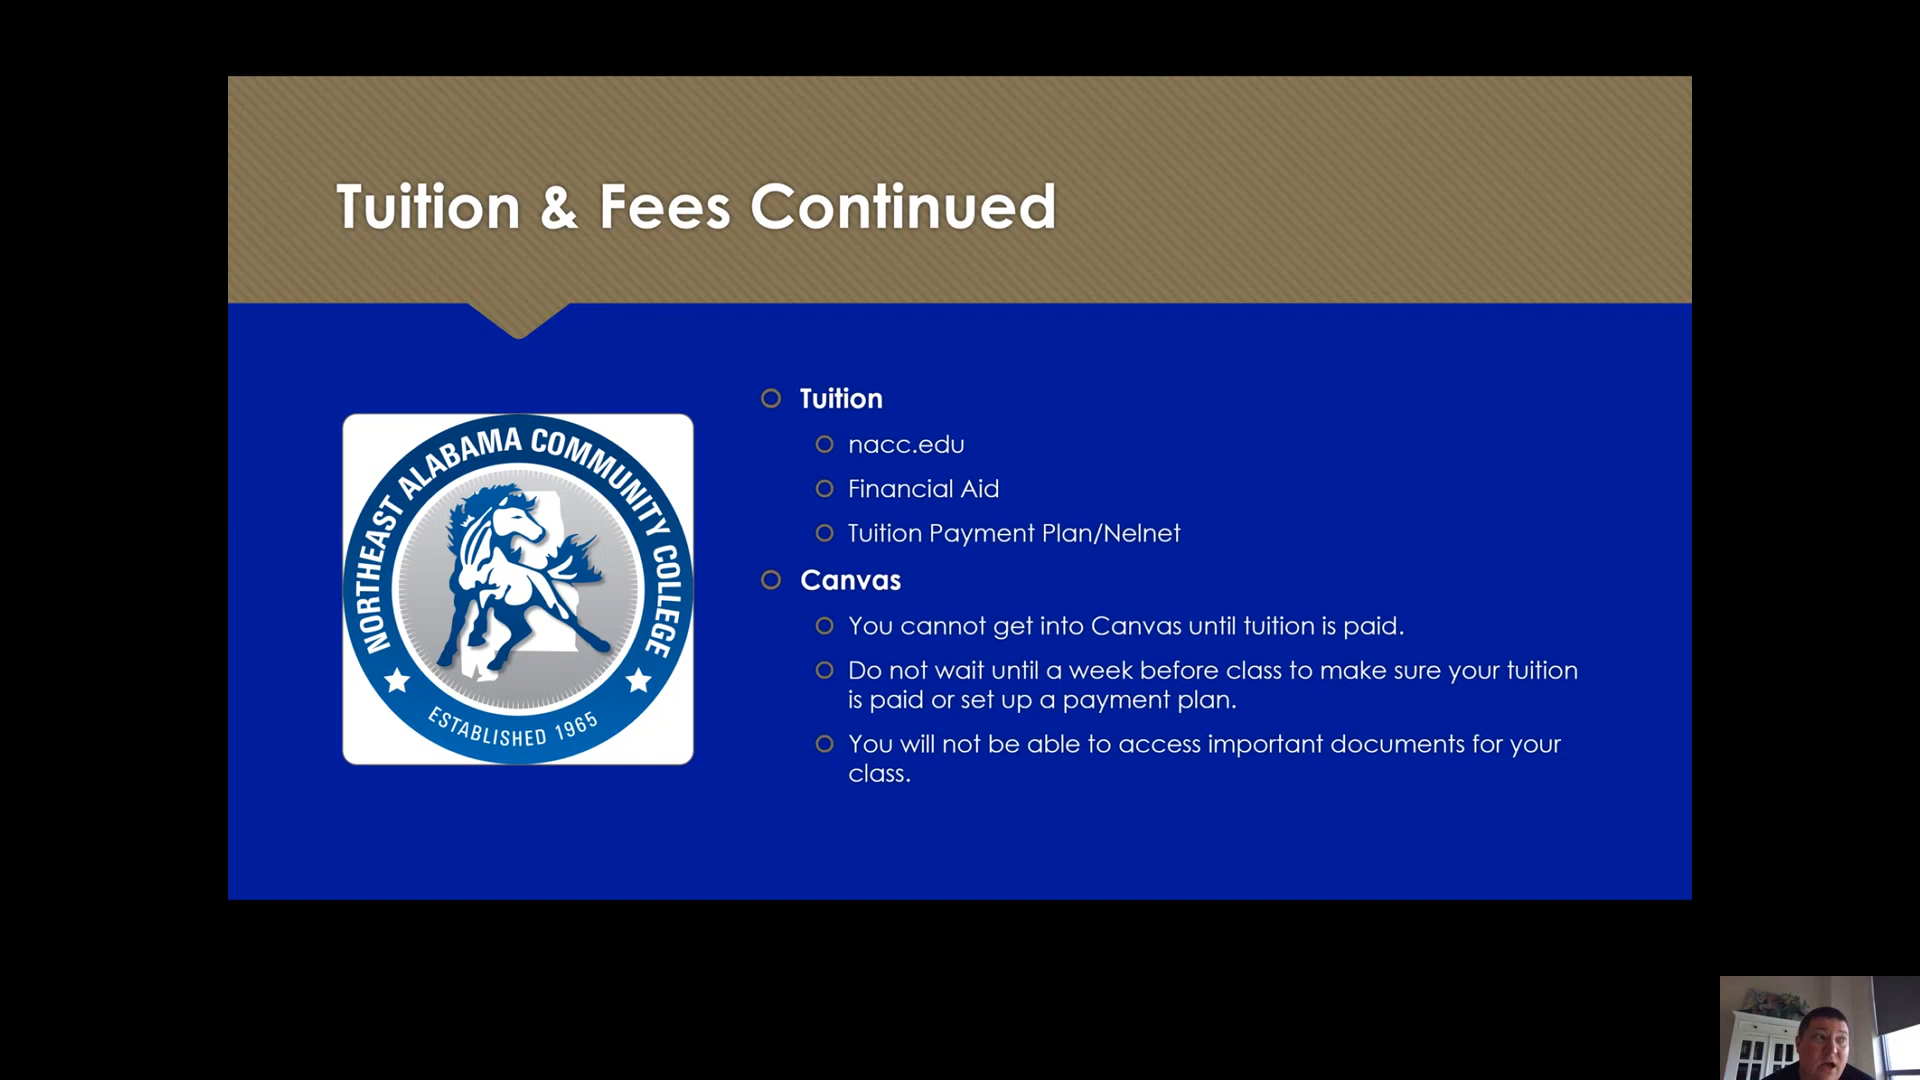 Tuition & Fees Continued
NORTHEAST ALABAMA COMMUNITY COLLEGE
ESTABLISHED 1965
Tuition
nacc.edu
Financial Aid
Tuition Payment Plan/Nelnet
Canvas
You cannot get into Canvas until tuition is paid.
Do not wait until a week before class to make sure your tuition
is paid or set up a payment plan.
You will not be able to access important documents for your
class.